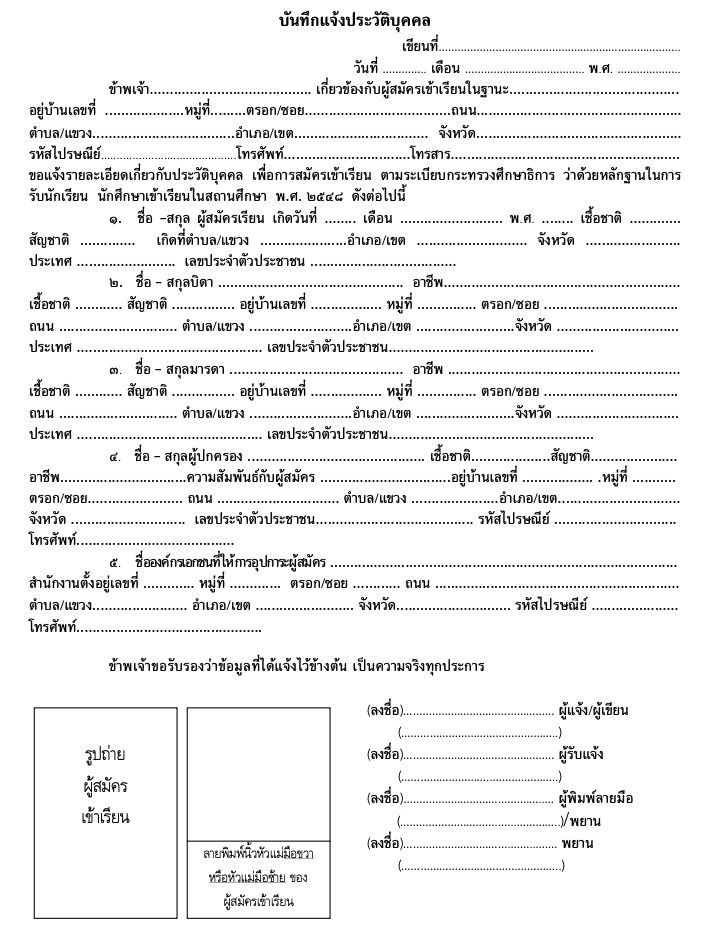 บันทึกแจ้งประวัติบุคคล
เขียนที่................................................................................
วันที่ .............. เดือน ........................................ พ.ศ. .....................
ข้าพเจ้า........................................ เกี่ยวข้องกับผู้สมัครเข้าเรียนในฐานะ..........................................
อยู่บ้านเลขที่ ....................หมู่ที่.........ตรอก/ซอย.....................................ถนน..................................................
ตำบล/แขวง....................................อำเภอ/เขต.................................. จังหวัด..................................................
รหัสไปรษณีย์............................................โทรศัพท์.....................................โทรสาร..................................................
ขอแจ้งรายละเอียดเกี่ยวกับประวัติบุคคล เพื่อการสมัครเข้าเรียน ตามระเบียบกระทรวงศึกษาธิการ ว่าด้วยหลักฐานในการ
รับนักเรียน นักศึกษาเข้าเรียนในสถานศึกษา พ.ศ. ๒๕๔๘ ดังต่อไปนี้
๑. ชื่อ -สกุล ผู้สมัครเรียน เกิดวันที่ ........ เดือน .......................... พ.ศ. ........ เชื้อชาติ .............
สัญชาติ .............. เกิดที่ตำบล/แขวง ......................อำเภอ/เขต ............................ จังหวัด ........................
ประเทศ ......................... เลขประจำตัวประชาชน .....................................
๒. ชื่อ - สกุลบิดา ............................................... อาชีพ............................................................
เชื้อชาติ ............ สัญชาติ ................ อยู่บ้านเลขที่ .................. หมู่ที่ ............... ตรอก/ซอย ..................................
ถนน .............................. ตำบล/แขวง ..........................อำเภอ/เขต .........................จังหวัด ...............................
ประเทศ ............................................... เลขประจำตัวประชาชน....................................................
๓. ชื่อ - สกุลมารดา ............................................ อาชีพ ...........................................................
เชื้อชาติ ............ สัญชาติ ................ อยู่บ้านเลขที่ .................. หมู่ที่ ............... ตรอก/ซอย ..................................
ถนน .............................. ตำบล/แขวง ..........................อำเภอ/เขต .........................จังหวัด ...............................
ประเทศ ............................................... เลขประจำตัวประชาชน....................................................
๔. ชื่อ - สกุลผู้ปกครอง ............................................. เชื้อชาติ....................สัญชาติ......................
อาชีพ................................ความสัมพันธ์กับผู้สมัคร .................................อยู่บ้านเลขที่ .................. .หมู่ที่ ...........
ตรอก/ซอย........................ ถนน ............................... ตำบล/แขวง ......................อำเภอ/เขต...............................
จังหวัด ............................. เลขประจำตัวประชาชน........................................ รหัสไปรษณีย์ ...............................
โทรศัพท์........................................
๕. ชื่อองค์กรเอกชนที่ให้การอุปการะผู้สมัคร ........................................................................................
สำนักงานตั้งอยู่เลขที่ ............. หมู่ที่ ............. ตรอก/ซอย ............ ถนน ..............................................................
ตำบล/แขวง........................ อำเภอ/เขต ......................... จังหวัด............................. รหัสไปรษณีย์ ......................
โทรศัพท์...............................................
ข้าพเจ้าขอรับรองว่าข้อมูลที่ได้แจ้งไว้ข้างต้น เป็นความจริงทุกประการ
(ลงชื่อ)............................................... ผู้แจ้ง/ผู้เขียน
(..................................................)
(ลงชื่อ)............................................... ผู้รับแจ้ง
(..................................................)
(ลงชื่อ)............................................... ผู้พิมพ์ลายมือ
(..................................................)/พยาน
(ลงชื่อ)................................................ พยาน
(...................................................)
รูปถ่าย
ผู้สมัคร
เข้าเรียน
ลายพิมพ์นิ้วหัวแม่มือขวา
หรือหัวแม่มือซ้าย ของ
ผู้สมัครเข้าเรียน